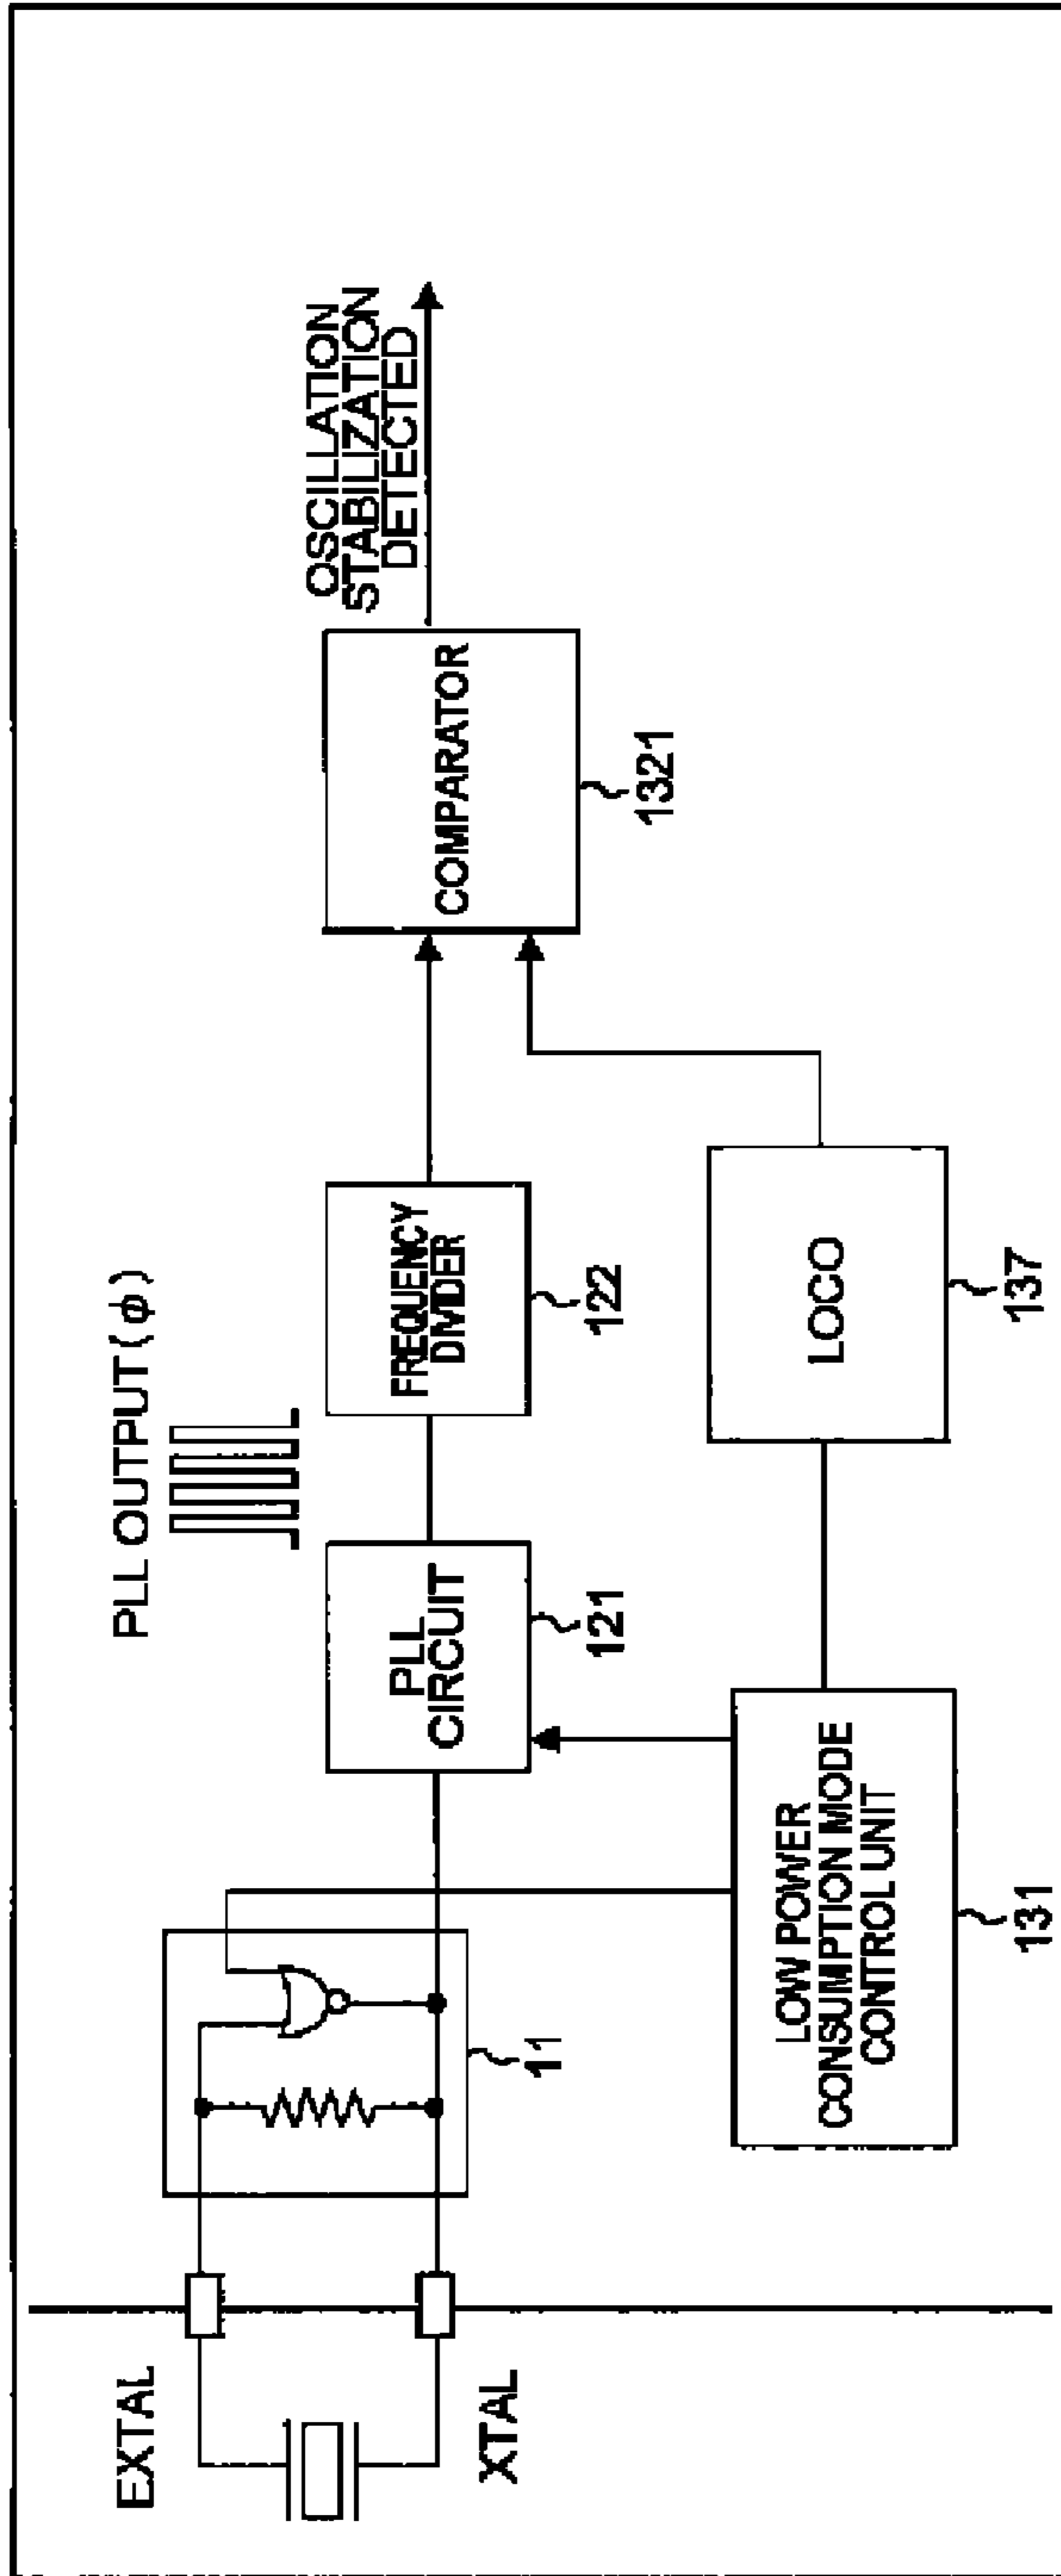 EXTAL
XTAL
11
PLL OUTPUT(ϕ)
PLL
CIRCUIT
121
FREQUENCY
DIVIDER
122
COMPARATOR
1321
OSCILLATION
STABILIZATION
DETECTED
LOW POWER
CONSUMPTION MODE
CONTROL UNIT
131
LOCO
137